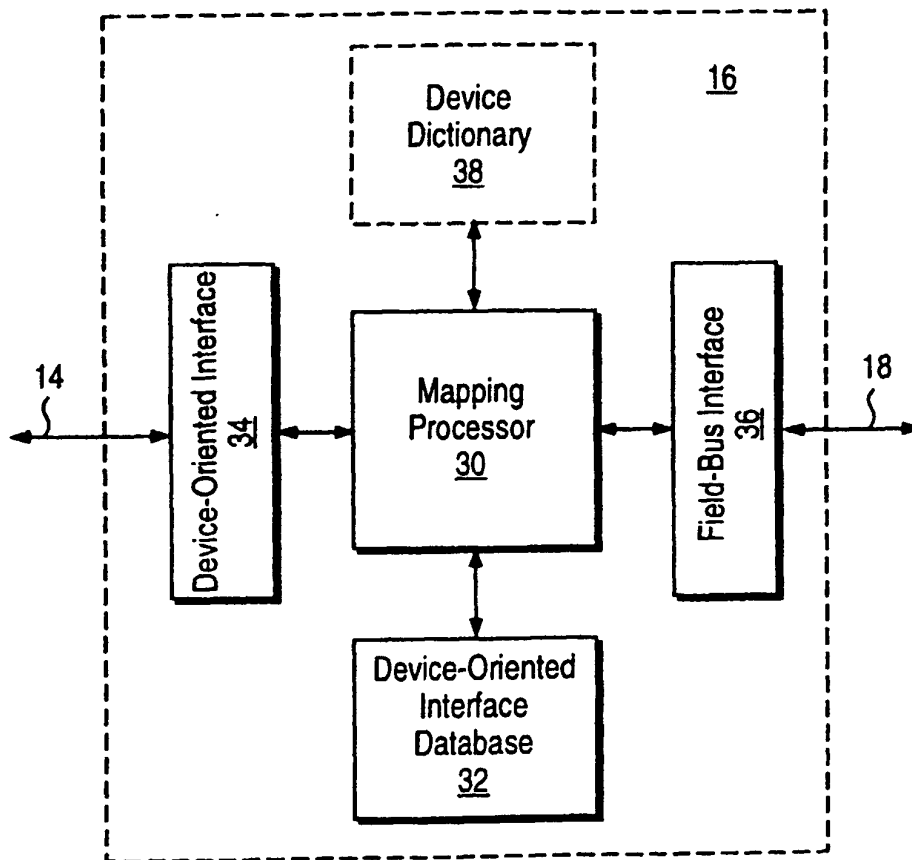 16
Device
Dictionary
38
14
Device-Oriented Interface
34
Mapping
Processor
30
Field-Bus Interface
36
18
Device-Oriented
Interface
Database
32